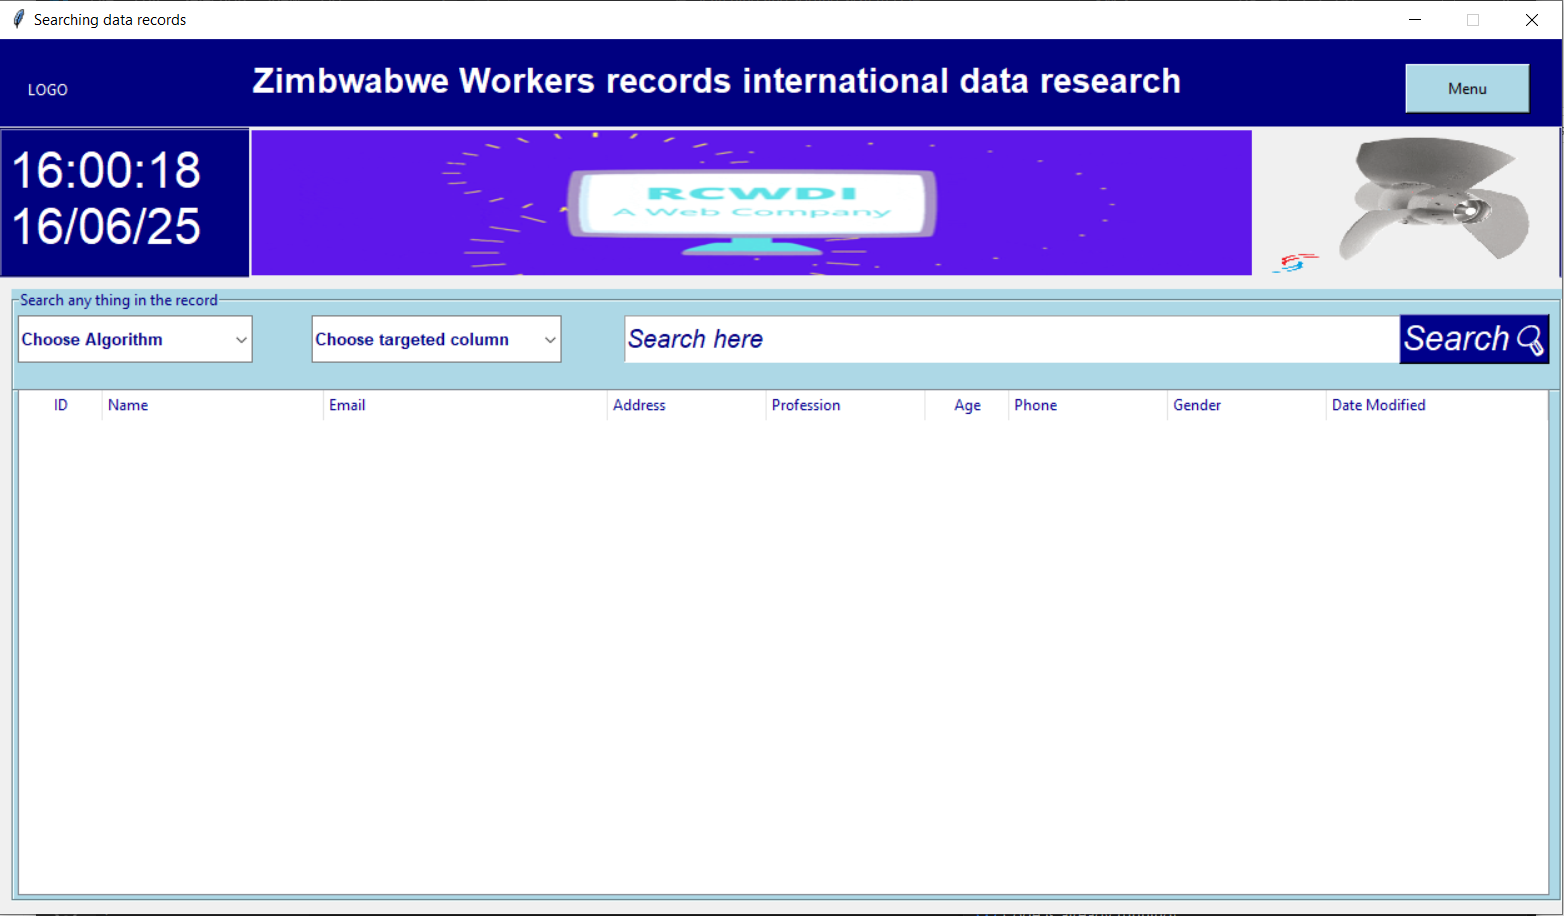 Searching data records
LOGO
Zimbwabwe Workers records international data research
Menu
16:00:18
16/06/25
RCWDI
A Web Company
Search any thing in the record
Choose Algorithm
Choose targeted column
Search here
Search
ID Name Email Address Profession Age Phone Gender Date Modified